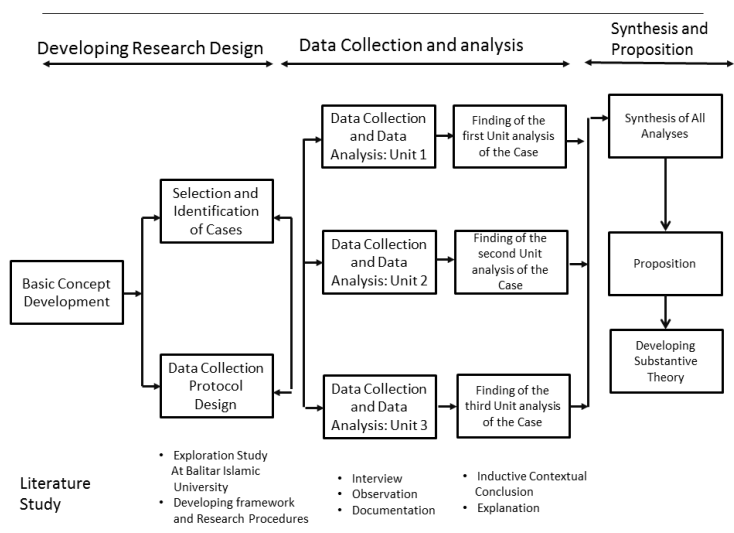 Developing Research Design
Data Collection and analysis
Synthesis and
Proposition
Basic Concept
Development
Selection and
Identification
of Cases
Data Collection
Protocol
Design
Data Collection
and Data
Analysis: Unit 1
Finding of the
first Unit analysis
of the Case
Data Collection
and Data
Analysis: Unit 2
Finding of the
second Unit
analysis of the
Case
Data Collection
and Data
Analysis: Unit 3
Finding of the
third Unit analysis
of the Case
Synthesis of All
Analyses
Proposition
Developing
Substantive
Theory
Literature
Study
• Exploration Study
At Balitar Islamic
University
• Developing framework
and Research Procedures
• Interview
• Observation
• Documentation
• Inductive Contextual
Conclusion
• Explanation